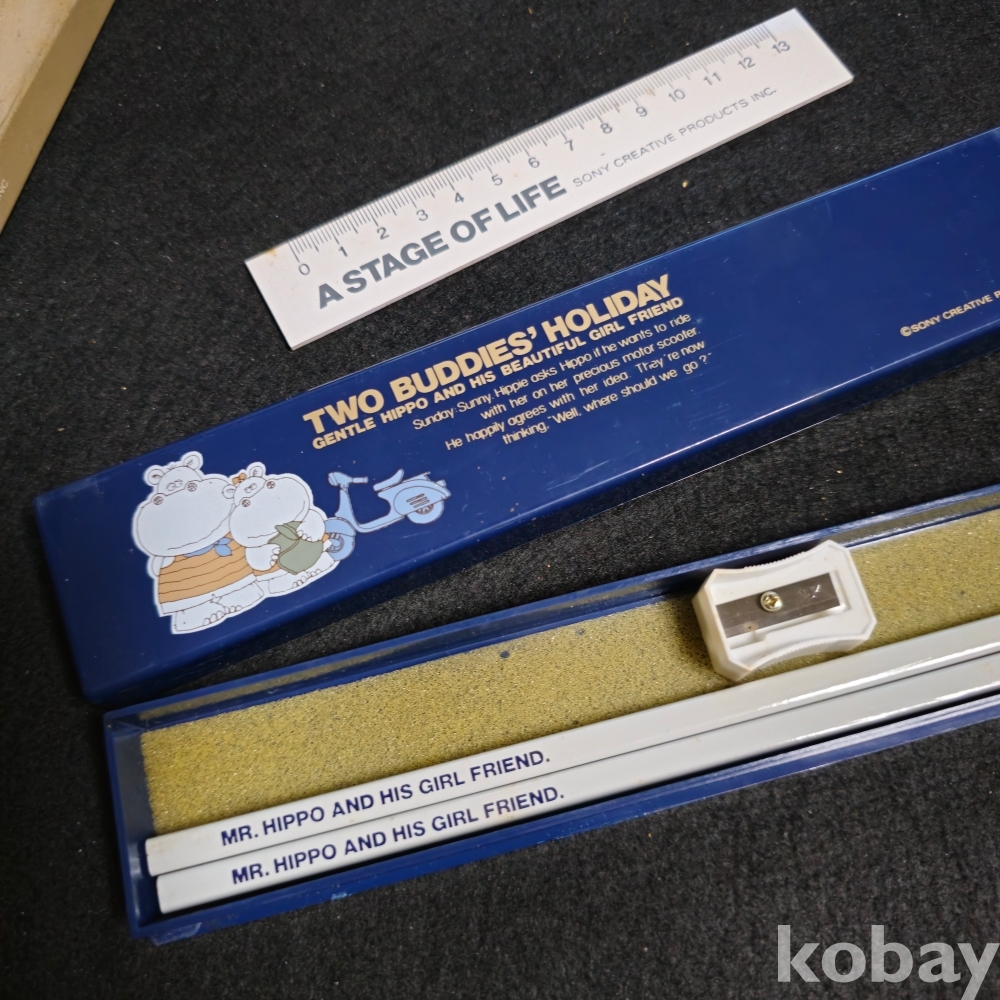 0 1 2 3 4 5 6 7 8 9 10 11 12 13
A STAGE OF LIFE SONY CREATIVE PRODUCTS INC.
TWO BUDDIES' HOLIDAY
GENTLE HIPPO AND HIS BEAUTIFUL GIRL FRIEND
Sunday. Sunny. Hippie asks Hippo if he wants to ride
with her on her precious motor scooter.
He happily agrees with her idea. They're now
thinking, "Well, where should we go?"
©SONY CREATIVE P
MR. HIPPO AND HIS GIRL FRIEND.
MR. HIPPO AND HIS GIRL FRIEND.
kobay